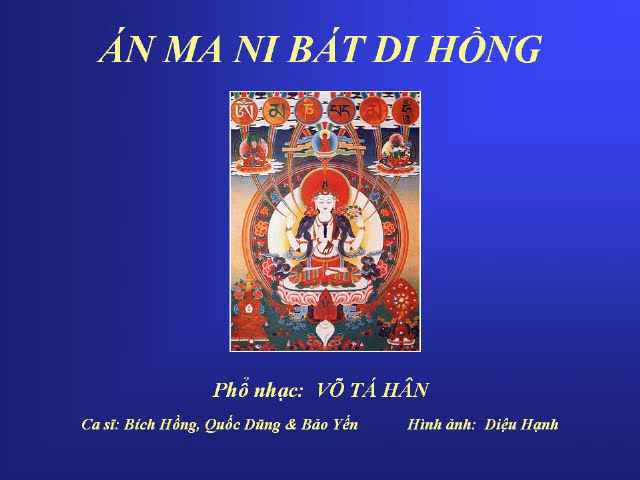 ÁN MA NI BÁT DI HỒNG
ༀ མ ཎི པད མེ ཧཱུྃ
Phổ nhạc: VÕ TÁ HÂN
Ca sĩ: Bích Hồng, Quốc Dũng & Bảo Yến Hình ảnh: Diệu Hạnh